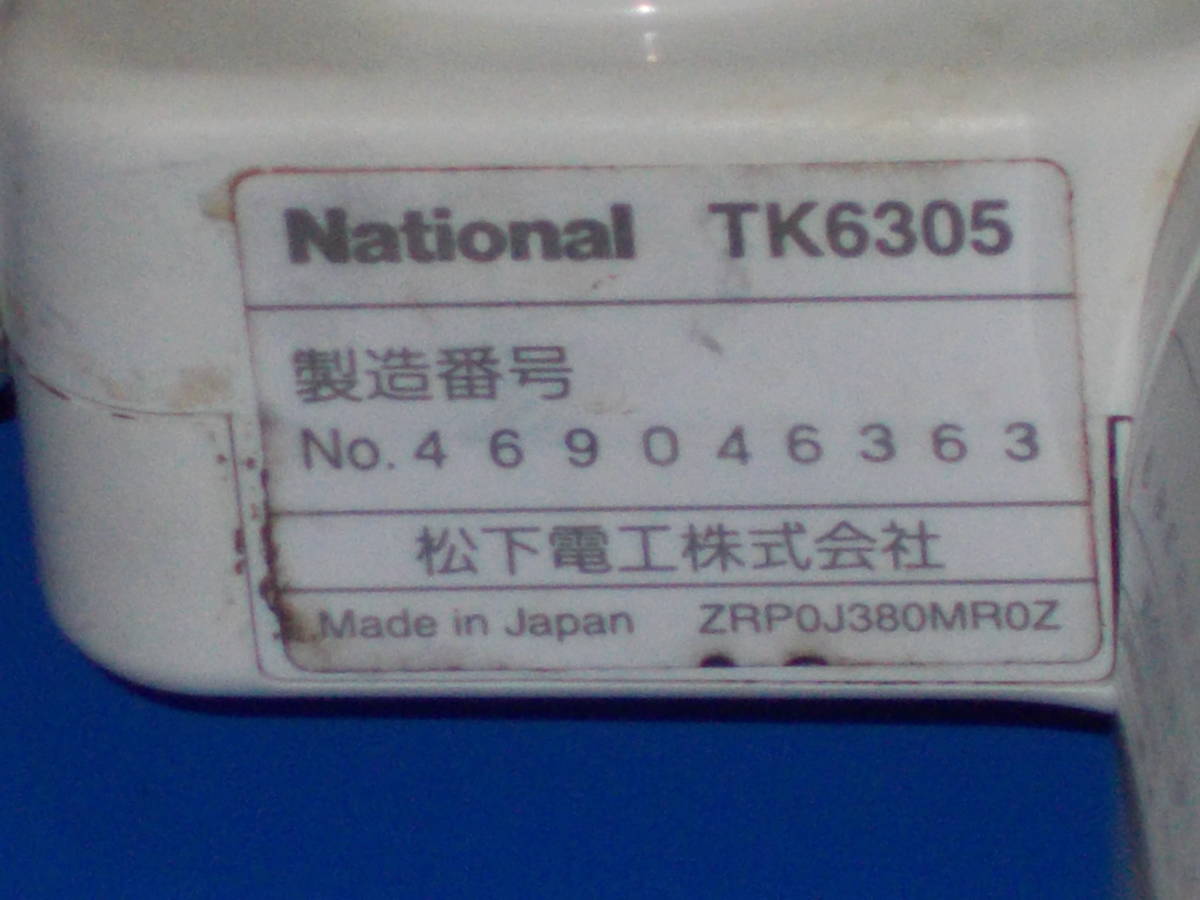 National TK6305
製造番号
No. 4 6 9 0 4 6 3 6 3
松下電工株式会社
Made in Japan ZRP0J380MR0Z